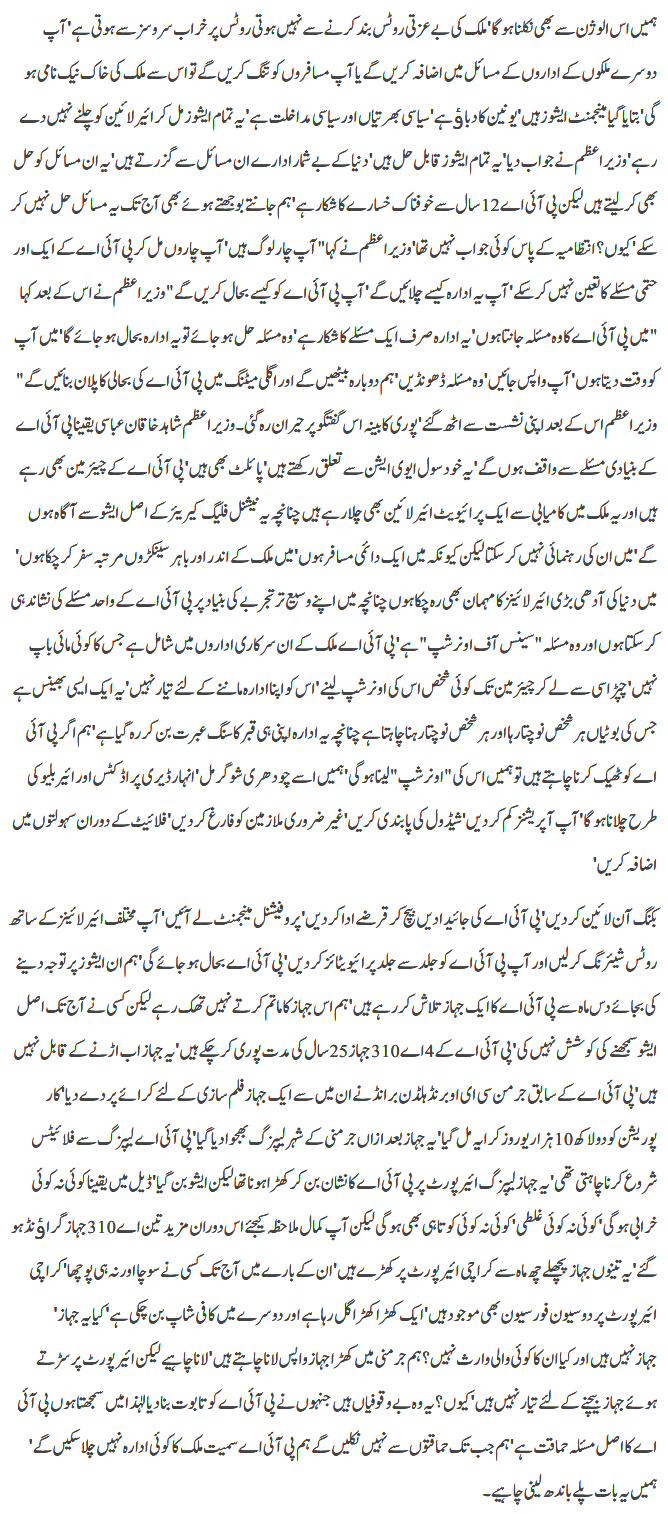 ہمیں اس الوژن سے بھی نکلنا ہو گا' ملک کی بے عزتی روٹس بند کرنے سے نہیں ہوتی روٹس پر خراب سروسز سے ہوتی ہے' آپ
دوسرے ملکوں کے اداروں کے مسائل میں اضافہ کریں گے یا آپ مسافروں کو تنگ کریں گے تو اس سے ملک کی خاک نیک نامی ہو
گی' بتایا گیا مینجمنٹ ایشوز ہیں' یونین کا دباؤ ہے' سیاسی بھرتیاں اور سیاسی مداخلت ہے' یہ تمام ایشوز مل کر ائیر لائین کو چلنے نہیں دے
رہے' وزیراعظم نے جواب دیا' یہ تمام ایشوز قابل حل ہیں' دنیا کے بے شمار ادارے ان مسائل سے گزرتے ہیں' یہ ان مسائل کو حل
بھی کر لیتے ہیں لیکن پی آئی اے 12 سال سے خوفناک خسارے کا شکار ہے' ہم جانتے بوجھتے ہوئے بھی آج تک یہ مسائل حل نہیں کر
سکے' کیوں؟ انتظامیہ کے پاس کوئی جواب نہیں تھا' وزیراعظم نے کہا" آپ چار لوگ ہیں' آپ چاروں مل کر پی آئی اے کے ایک اور
حتمی مسئلے کا تعین نہیں کر سکے' آپ یہ ادارہ کیسے چلائیں گے' آپ پی آئی اے کو کیسے بحال کریں گے" وزیراعظم نے اس کے بعد کہا
"میں پی آئی اے کا وہ مسئلہ جانتا ہوں' یہ ادارہ صرف ایک مسئلے کا شکار ہے' وہ مسئلہ حل ہو جائے تو یہ ادارہ بحال ہو جائے گا' میں آپ
کو وقت دیتا ہوں' آپ واپس جائیں' وہ مسئلہ ڈھونڈیں' ہم دوبارہ بیٹھیں گے اور اگلی میٹنگ میں پی آئی اے کی بحالی کا پلان بنائیں گے"
وزیراعظم اس کے بعد اپنی نشست سے اٹھ گئے' پوری کابینہ اس گفتگو پر حیران رہ گئی۔ وزیراعظم شاہد خاقان عباسی یقینا پی آئی اے
کے بنیادی مسئلے سے واقف ہوں گے' یہ خود سول ایوی ایشن سے تعلق رکھتے ہیں' پائلٹ بھی ہیں' پی آئی اے کے چیئرمین بھی رہے
ہیں اور یہ ملک میں کامیابی سے ایک پرائیویٹ ائیر لائین بھی چلا رہے ہیں چنانچہ یہ نیشنل فلیگ کیریئر کے اصل ایشو سے آگاہ ہوں
گے' میں ان کی رہنمائی نہیں کر سکتا لیکن کیونکہ میں ایک دائمی مسافر ہوں' میں ملک کے اندر اور باہر سینکڑوں مرتبہ سفر کر چکا ہوں'
میں دنیا کی آدھی بڑی ائیر لائینز کا مہمان بھی رہ چکا ہوں چنانچہ میں اپنے وسیع تر تجربے کی بنیاد پر پی آئی اے کے واحد مسئلے کی نشاندہی
کر سکتا ہوں اور وہ مسئلہ "سینس آف اونر شپ" ہے' پی آئی اے ملک کے ان سرکاری اداروں میں شامل ہے جس کا کوئی مائی باپ
نہیں' چپڑاسی سے لے کر چیئرمین تک کوئی شخص اس کی اونر شپ لینے' اس کو اپنا ادارہ ماننے کے لئے تیار نہیں' یہ ایک ایسی بھینس ہے
جس کی بوٹیاں ہر شخص نوچتا رہا اور ہر شخص نوچتا رہنا چاہتا ہے چنانچہ یہ ادارہ اپنی ہی قبر کا سنگ عبرت بن کر رہ گیا ہے' ہم اگر پی آئی
اے کو ٹھیک کرنا چاہتے ہیں تو ہمیں اس کی "اونر شپ" لینا ہو گی' ہمیں اسے چودھری شوگر مل' انہار ڈیری پراڈکٹس اور ائیر بلیو کی
طرح چلانا ہو گا' آپ آپریشنز کم کر دیں' شیڈول کی پابندی کریں' غیر ضروری ملازمین کو فارغ کر دیں' فلائیٹ کے دوران سہولتوں میں
اضافہ کریں'
بکنگ آن لائین کر دیں' پی آئی اے کی جائیدادیں بیچ کر قرضے ادا کر دیں' پروفیشنل مینجمنٹ لے آئیں' آپ مختلف ائیر لائینز کے ساتھ
روٹس شیئرنگ کر لیں اور آپ پی آئی اے کو جلد سے جلد پرائیویٹائز کر دیں' پی آئی اے بحال ہو جائے گی' ہم ان ایشوز پر توجہ دینے
کی بجائے دس ماہ سے پی آئی اے کا ایک جہاز تلاش کر رہے ہیں' ہم اس جہاز کا ماتم کرتے نہیں تھک رہے لیکن کسی نے آج تک اصل
ایشو سمجھنے کی کوشش نہیں کی' پی آئی اے کے 4 اے 310 جہاز 25 سال کی مدت پوری کر چکے ہیں' یہ جہاز اب اڑنے کے قابل نہیں
ہیں' پی آئی اے کے سابق جرمن سی ای او برنڈ ہلڈن برانڈ نے ان میں سے ایک جہاز فلم سازی کے لئے کرائے پر دے دیا' کار
پوریشن کو دو لاکھ 10 ہزار یوروز کرایہ مل گیا' یہ جہاز بعد ازاں جرمنی کے شہر لیپزگ بھجوا دیا گیا' پی آئی اے لیپزگ سے فلائیٹس
شروع کرنا چاہتی تھی' یہ جہاز لیپزگ ائیر پورٹ پر پی آئی اے کا نشان بن کر کھڑا ہونا تھا لیکن ایشو بن گیا' ڈیل میں یقینا کوئی نہ کوئی
خرابی ہو گی' کوئی نہ کوئی غلطی' کوئی نہ کوئی کوتاہی بھی ہو گی لیکن آپ کمال ملاحظہ کیجئے اس دوران مزید تین اے 310 جہاز گراؤنڈ ہو
گئے' یہ تینوں جہاز پچھلے چھ ماہ سے کراچی ائیر پورٹ پر کھڑے ہیں' ان کے بارے میں آج تک کسی نے سوچا اور نہ ہی پوچھا' کراچی
ائیر پورٹ پر دو سیون فور سیون بھی موجود ہیں' ایک کھڑا کھڑا گل رہا ہے اور دوسرے میں کافی شاپ بن چکی ہے' کیا یہ جہاز'
جہاز نہیں ہیں اور کیا ان کا کوئی والی وارث نہیں؟ ہم جرمنی میں کھڑا جہاز واپس لانا چاہتے ہیں' لانا چاہیے لیکن ائیر پورٹ پر سڑتے
ہوئے جہاز بیچنے کے لئے تیار نہیں ہیں' کیوں؟ یہ وہ بے وقوفیاں ہیں جنہوں نے پی آئی اے کو تابوت بنا دیا لہٰذا میں سمجھتا ہوں پی آئی
اے کا اصل مسئلہ حماقت ہے' ہم جب تک حماقتوں سے نہیں نکلیں گے ہم پی آئی اے سمیت ملک کا کوئی ادارہ نہیں چلا سکیں گے'
ہمیں یہ بات پلے باندھ لینی چاہیے۔